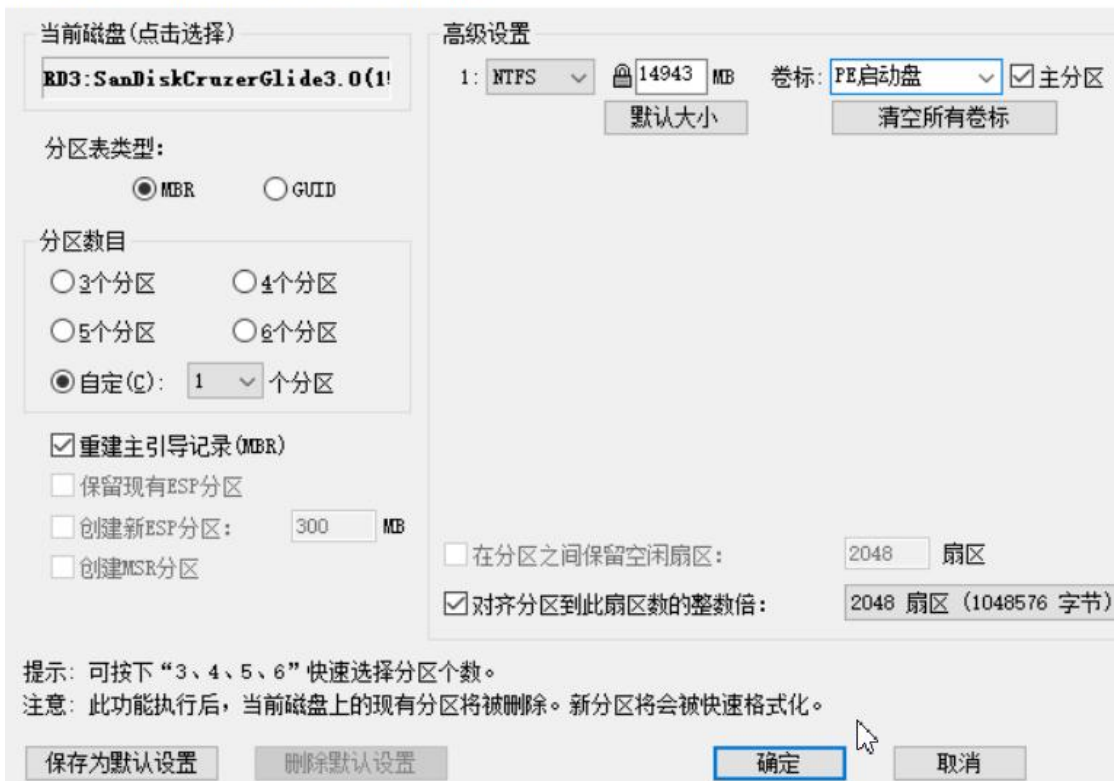 当前磁盘(点击选择)
RD3:SanDiskCruzerGlide3.0(1
分区表类型:
MBR GUID
分区数目
3个分区 4个分区
5个分区 6个分区
自定(C): 1 个分区
重建主引导记录(MBR)
保留现有ESP分区
创建新ESP分区: 300 MB
创建MSR分区
高级设置
1: NTFS 14943 MB 卷标: PE启动盘 主分区
默认大小 清空所有卷标
在分区之间保留空闲扇区: 2048 扇区
对齐分区到此扇区数的整数倍: 2048 扇区 (1048576 字节)
提示: 可按下“3、4、5、6”快速选择分区个数。
注意: 此功能执行后，当前磁盘上的现有分区将被删除。新分区将会被快速格式化。
保存为默认设置 删除默认设置 确定 取消